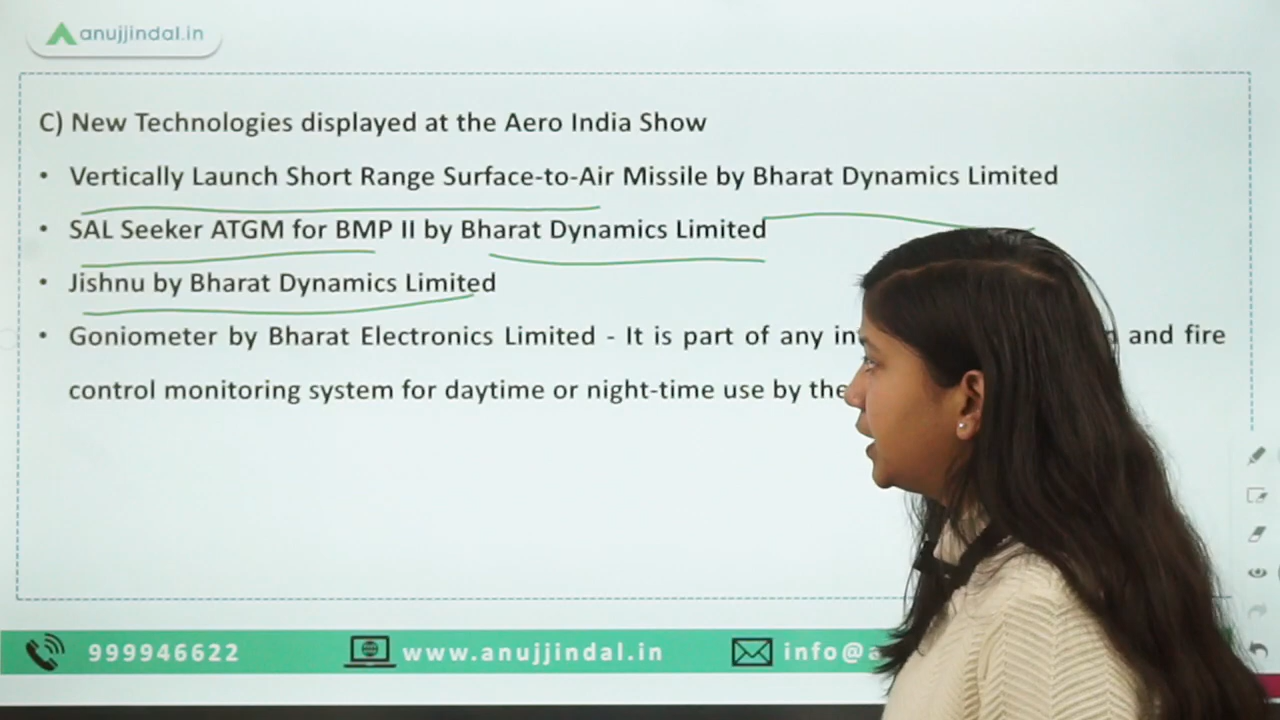 anujjindal.in
C) New Technologies displayed at the Aero India Show
• Vertically Launch Short Range Surface-to-Air Missile by Bharat Dynamics Limited
• SAL Seeker ATGM for BMP II by Bharat Dynamics Limited
• Jishnu by Bharat Dynamics Limited
• Goniometer by Bharat Electronics Limited - It is part of any and fire
control monitoring system for daytime or night-time use by the
999946622 www.anujjindal.in